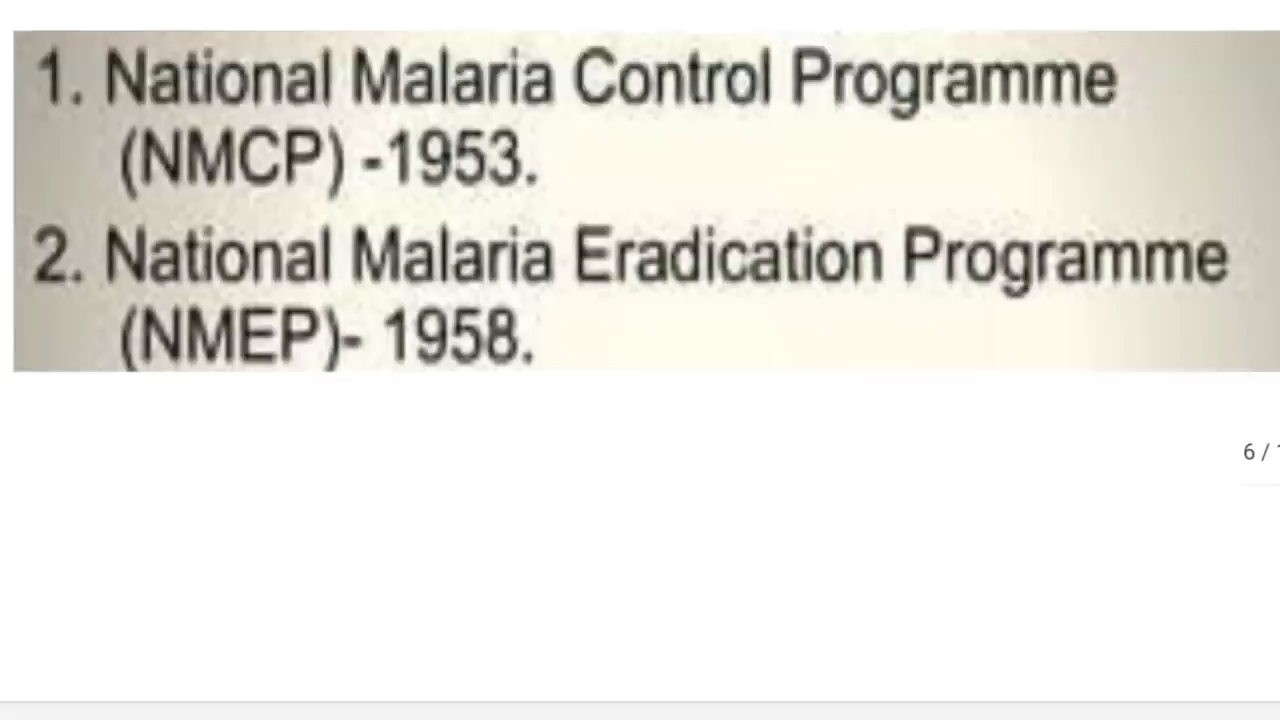 1. National Malaria Control Programme
(NMCP) -1953.
2. National Malaria Eradication Programme
(NMEP)- 1958.
6 /